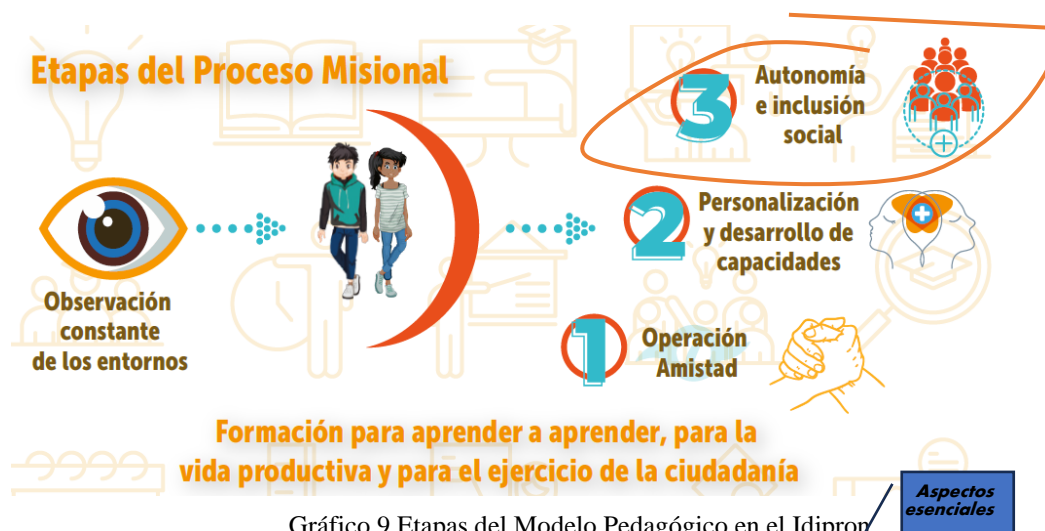 Etapas del Proceso Misional
3
Autonomía
e inclusión
social
Observación
constante
de los entornos
2
Personalización
y desarrollo de
capacidades
1
Operación
Amistad
Formación para aprender a aprender, para la
vida productiva y para el ejercicio de la ciudadanía
Aspectos
esenciales
Gráfico 9 Etapas del Modelo Pedagógico en el Idipron